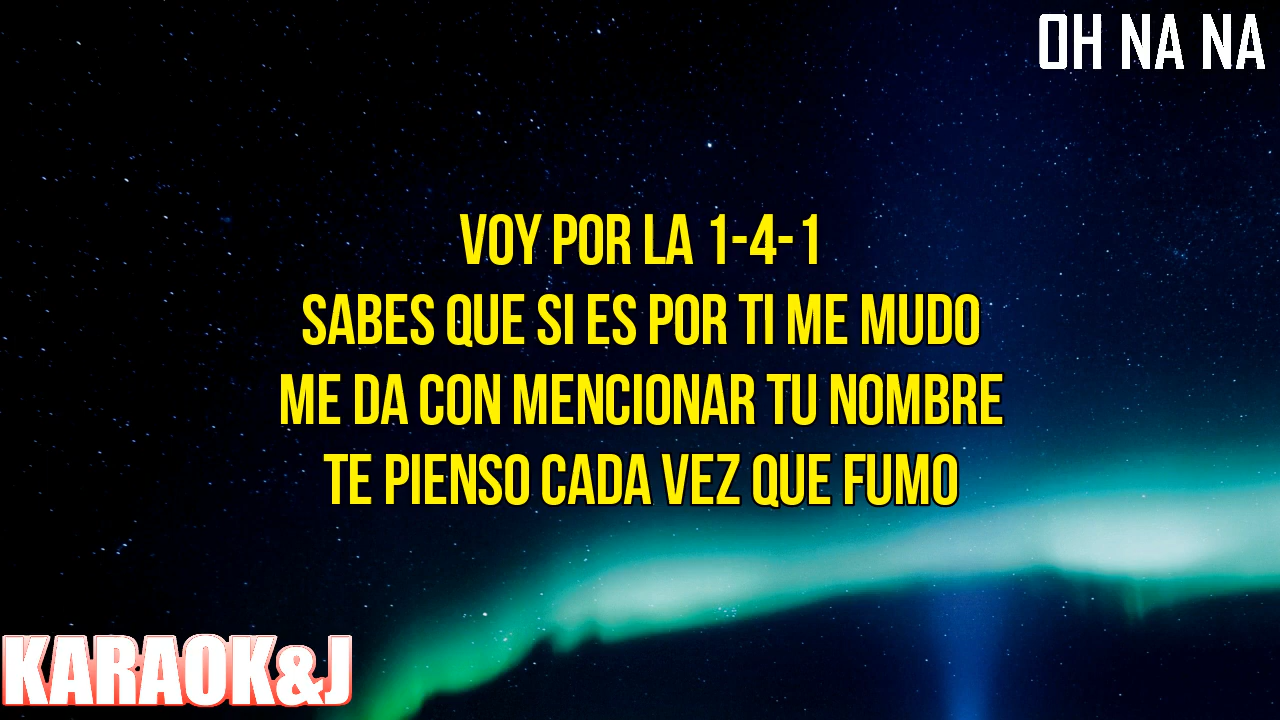 OH NA NA
VOY POR LA 1-4-1
SABES QUE SI ES POR TI ME MUDO
ME DA CON MENCIONAR TU NOMBRE
TE PIENSO CADA VEZ QUE FUMO
KARAOK&J